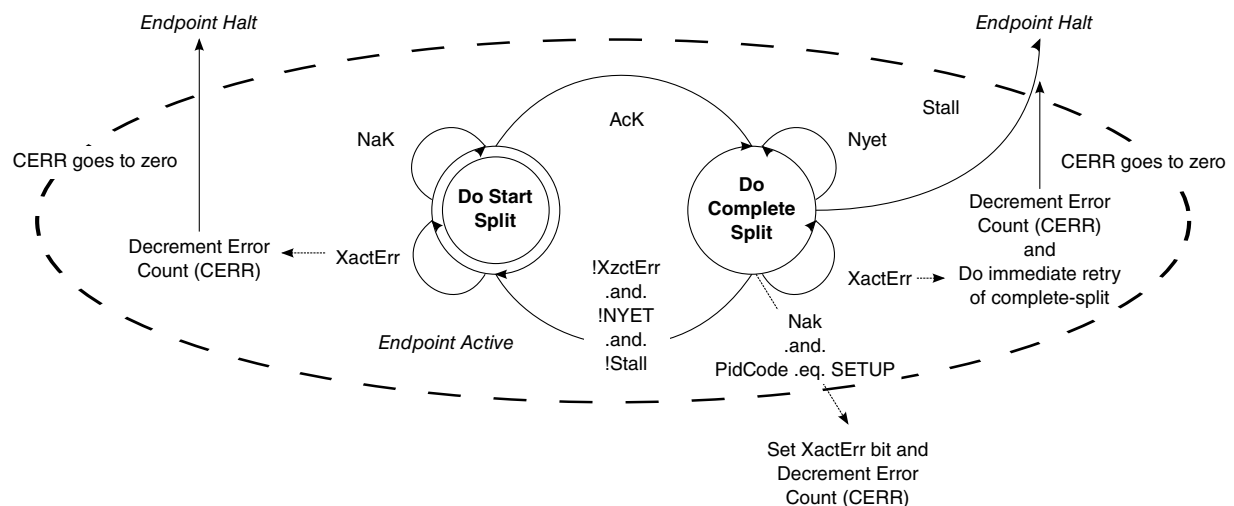 Endpoint Halt
Endpoint Halt
Stall
AcK
NaK
Nyet
CERR goes to zero
CERR goes to zero
Do Start
Split
Do
Complete
Split
Decrement Error
Count (CERR)
and
Do immediate retry
of complete-split
Decrement Error
Count (CERR)
XactErr
XactErr
!XzctErr
.and.
!NYET
.and.
!Stall
Endpoint Active
Nak
.and.
PidCode .eq. SETUP
Set XactErr bit and
Decrement Error
Count (CERR)